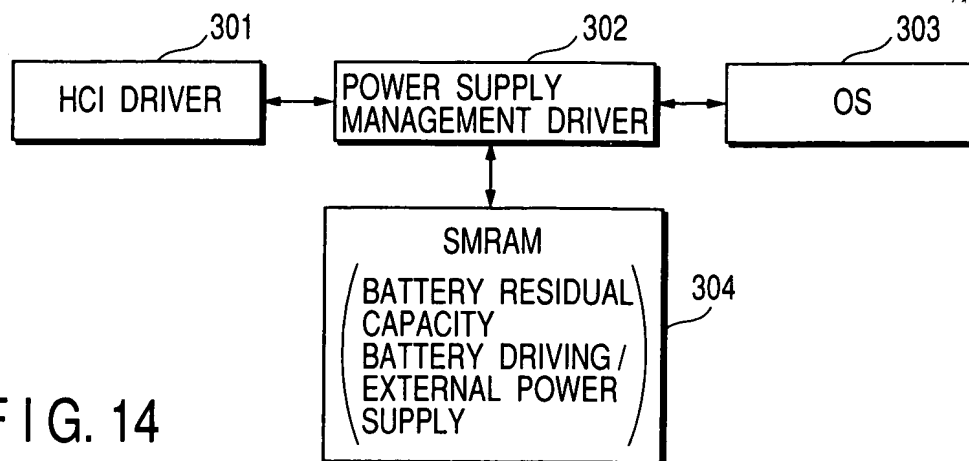 301
302
303
HCI DRIVER
POWER SUPPLY
MANAGEMENT DRIVER
OS
SMRAM
BATTERY RESIDUAL
CAPACITY
BATTERY DRIVING /
EXTERNAL POWER
SUPPLY
304
FIG. 14